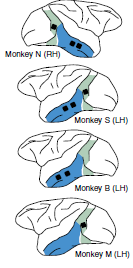 Monkey N (RH)
Monkey S (LH)
Monkey B (LH)
Monkey M (LH)